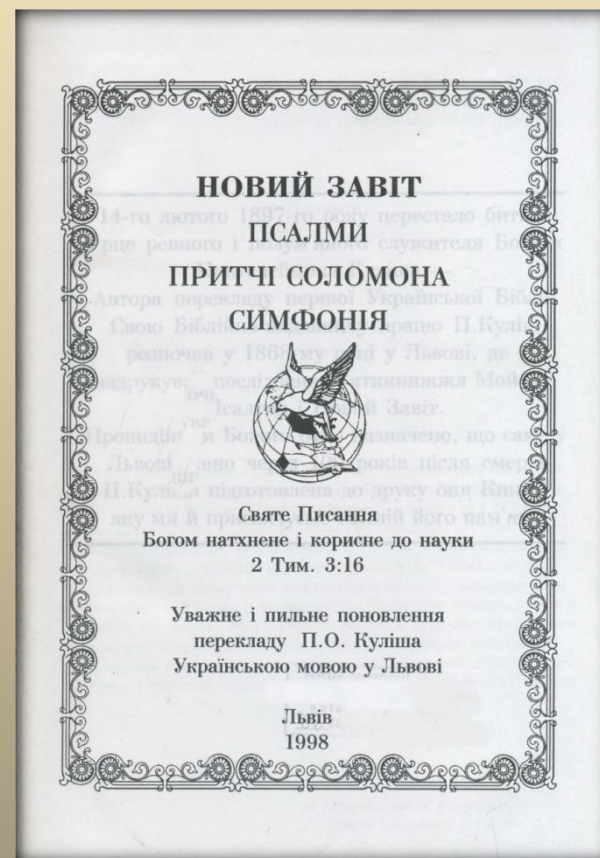 НОВИЙ ЗАВІТ
ПСАЛМИ
ПРИТЧІ СОЛОМОНА
СИМФОНІЯ
Святе Писання
Богом натхнене і корисне до науки
2 Тим. 3:16
Уважне і пильне поновлення
перекладу П.О. Куліша
Українською мовою у Львові
Львів
1998